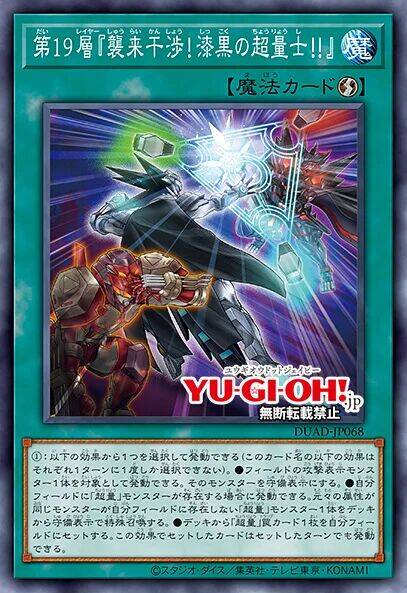 第19層『襲来干渉!漆黒の超量士!!』
魔
【魔法カード】
ユウギオウドットジェイピー
YU-GI-OH!.jp
無断転載禁止
DUAD-JP068
①:以下の効果から1つを選択して発動できる(このカード名の以下の効果は
それぞれ1ターンに1度しか選択できない)。●フィールドの攻撃表示モンス
ター1体を対象として発動できる。そのモンスターを守備表示にする。●自分
フィールドに「超量」モンスターが存在する場合に発動できる。元々の属性が
同じモンスターが自分フィールドに存在しない「超量」モンスター1体をデッキ
から守備表示で特殊召喚する。●デッキから「超量」罠カード1枚を自分フィー
ルドにセットする。この効果でセットしたカードはセットしたターンでも発動
できる。
©スタジオ・ダイス/集英社・テレビ東京・KONAMI